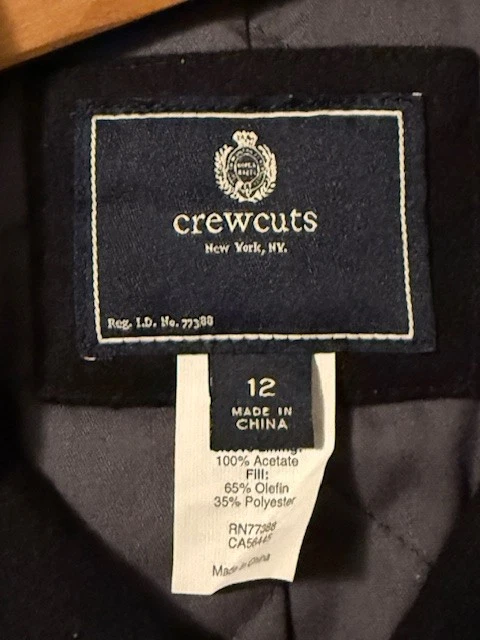 crewcuts
New York, NY.
Reg. I.D. No. 77388
12
MADE IN
CHINA
Lining:
100% Acetate
Fill:
65% Olefin
35% Polyester
RN77388
CA56445
Made in China